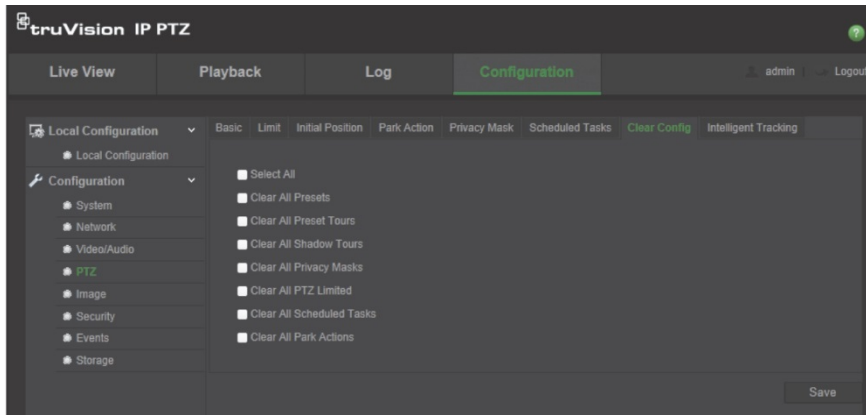 truVision IP PTZ
?
Live View Playback Log Configuration admin Logout
Local Configuration Basic Limit Initial Position Park Action Privacy Mask Scheduled Tasks Clear Config Intelligent Tracking
Local Configuration
Configuration
System
Network
Video/Audio
PTZ
Image
Security
Events
Storage
Select All
Clear All Presets
Clear All Preset Tours
Clear All Shadow Tours
Clear All Privacy Masks
Clear All PTZ Limited
Clear All Scheduled Tasks
Clear All Park Actions
Save